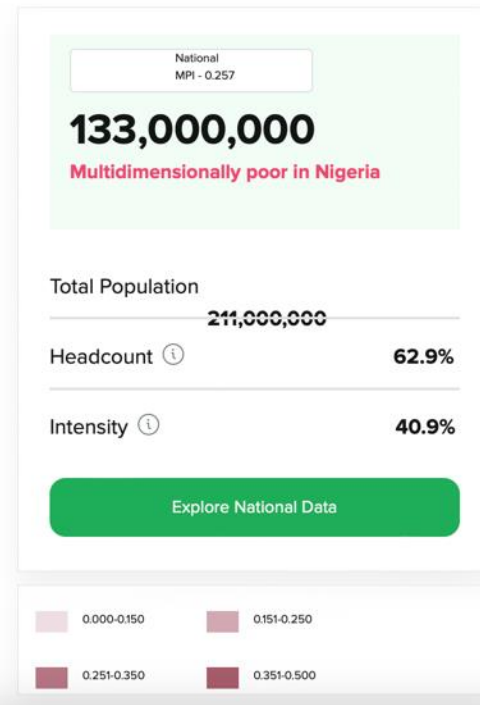 National
MPI - 0.257
133,000,000
Multidimensionally poor in Nigeria
Total Population
211,000,000
Headcount 62.9%
Intensity 40.9%
Explore National Data
0.000-0.150 0.151-0.250
0.251-0.350 0.351-0.500